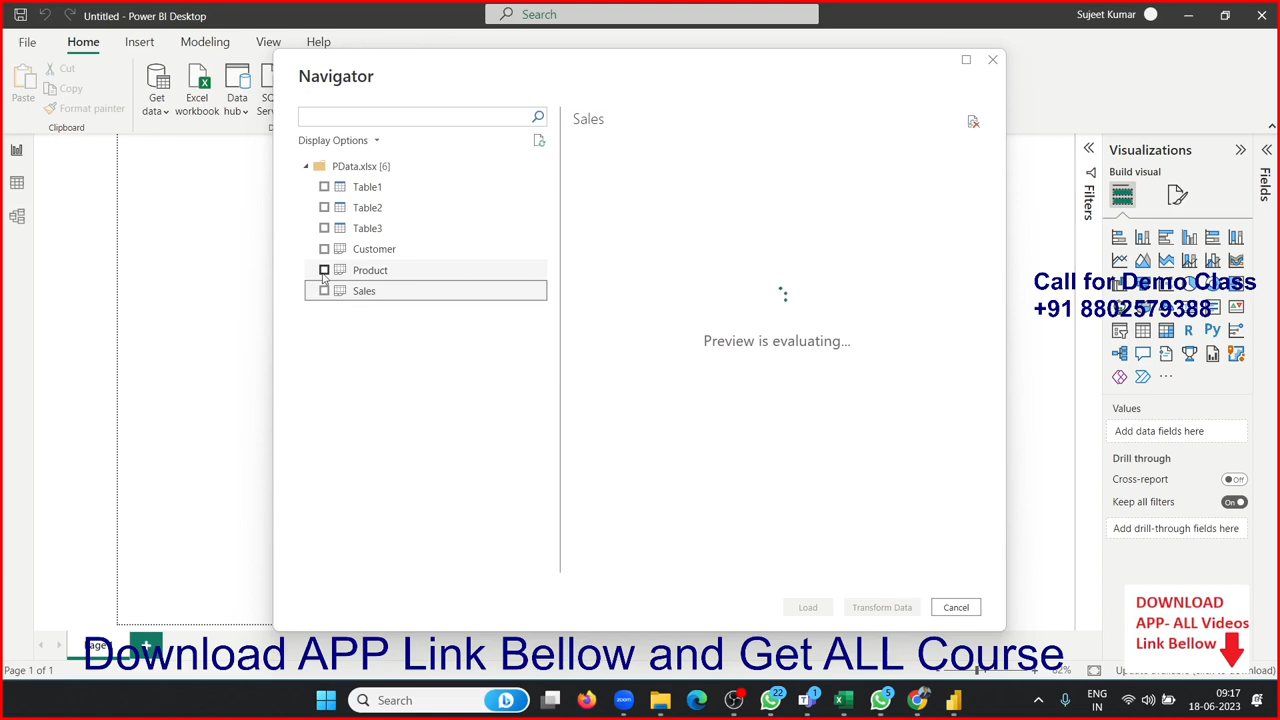 Untitled - Power BI Desktop
Search
Sujeet Kumar
File
Home
Insert
Modeling
View
Help
Paste
Cut
Copy
Format painter
Clipboard
Get
data
Excel
workbook
Data
hub
Navigator
Display Options
PData.xlsx [6]
Table1
Table2
Table3
Customer
Product
Sales
Sales
Preview is evaluating...
Load
Transform Data
Cancel
Filters
Visualizations
Build visual
Fields
Call for Demo Class
+91 8802579388
R
Py
Values
Add data fields here
Drill through
Cross-report
Off
Keep all filters
On
Add drill-through fields here
DOWNLOAD
APP- ALL Videos
Link Bellow
Download APP Link Bellow and Get ALL Course
Page 1 of 1
Search
22
1
5
ENG
IN
09:17
18-06-2023